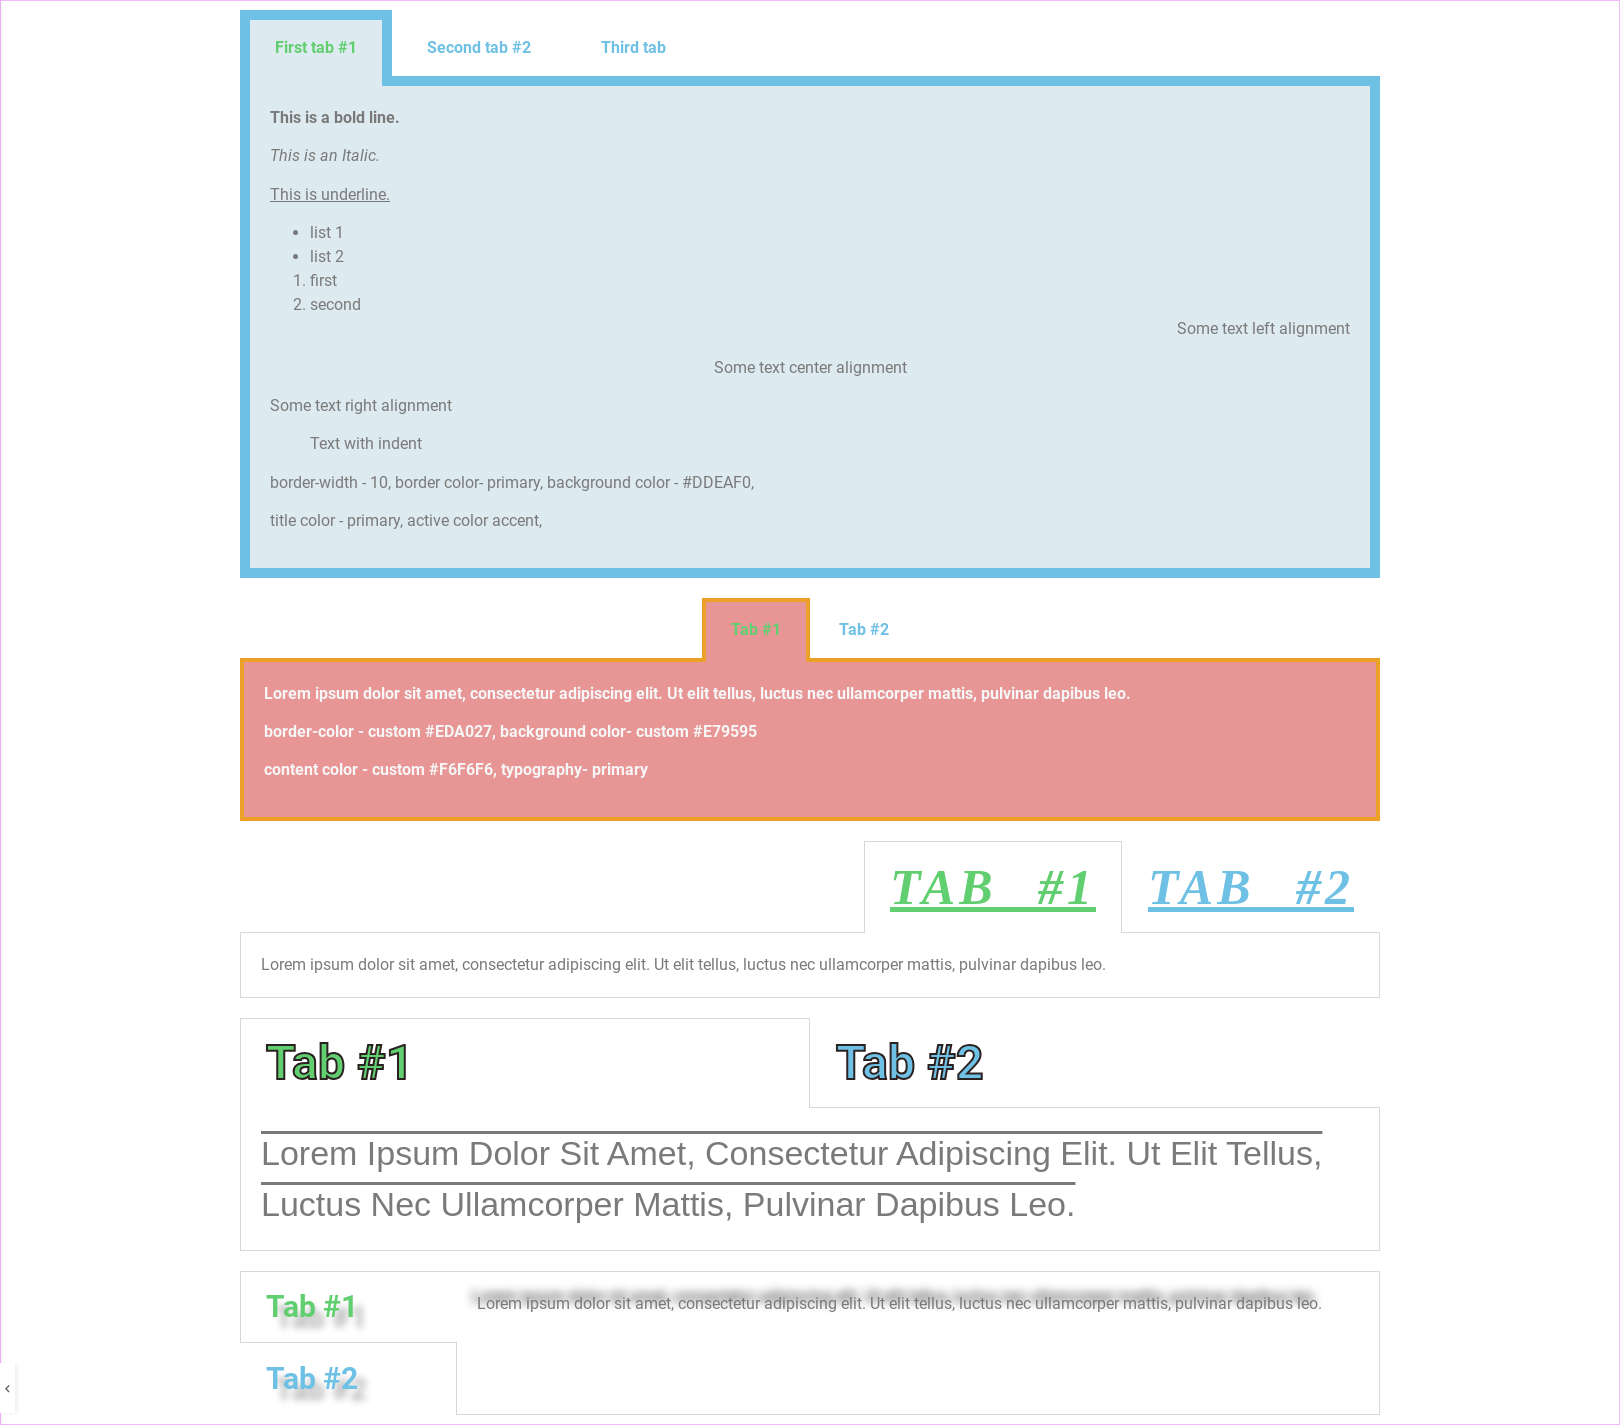 First tab #1 Second tab #2 Third tab
This is a bold line.
This is an Italic.
This is underline.
• list 1
• list 2
1. first
2. second
Some text left alignment
Some text center alignment
Some text right alignment
Text with indent
border-width - 10, border color- primary, background color - #DDEAF0,
title color - primary, active color accent,
Tab #1 Tab #2
Lorem ipsum dolor sit amet, consectetur adipiscing elit. Ut elit tellus, luctus nec ullamcorper mattis, pulvinar dapibus leo.
border-color - custom #EDA027, background color- custom #E79595
content color - custom #F6F6F6, typography- primary
TAB #1 TAB #2
Lorem ipsum dolor sit amet, consectetur adipiscing elit. Ut elit tellus, luctus nec ullamcorper mattis, pulvinar dapibus leo.
Tab #1 Tab #2
Lorem Ipsum Dolor Sit Amet, Consectetur Adipiscing Elit. Ut Elit Tellus,
Luctus Nec Ullamcorper Mattis, Pulvinar Dapibus Leo.
Tab #1
Lorem ipsum dolor sit amet, consectetur adipiscing elit. Ut elit tellus, luctus nec ullamcorper mattis, pulvinar dapibus leo.
Tab #2